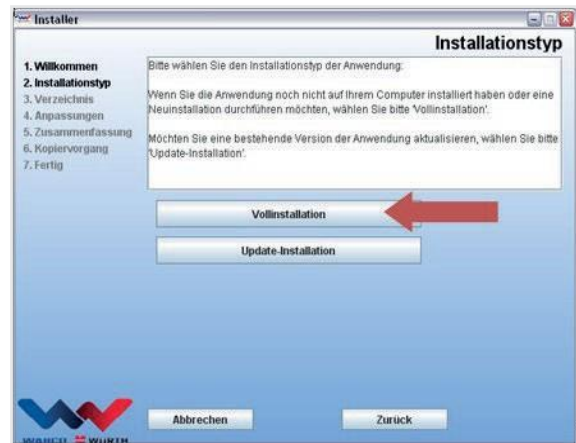 Installer
Installationstyp
1. Willkommen
2. Installationstyp
3. Verzeichnis
4. Anpassungen
5. Zusammenfassung
6. Kopiervorgang
7. Fertig
Bitte wählen Sie den Installationstyp der Anwendung:
Wenn Sie die Anwendung noch nicht auf Ihrem Computer installiert haben oder eine
Neuinstallation durchführen möchten, wählen Sie bitte 'Vollinstallation'.
Möchten Sie eine bestehende Version der Anwendung aktualisieren, wählen Sie bitte
'Update-Installation'.
Vollinstallation
Update-Installation
Abbrechen
Zurück
WABCO WÜRTH